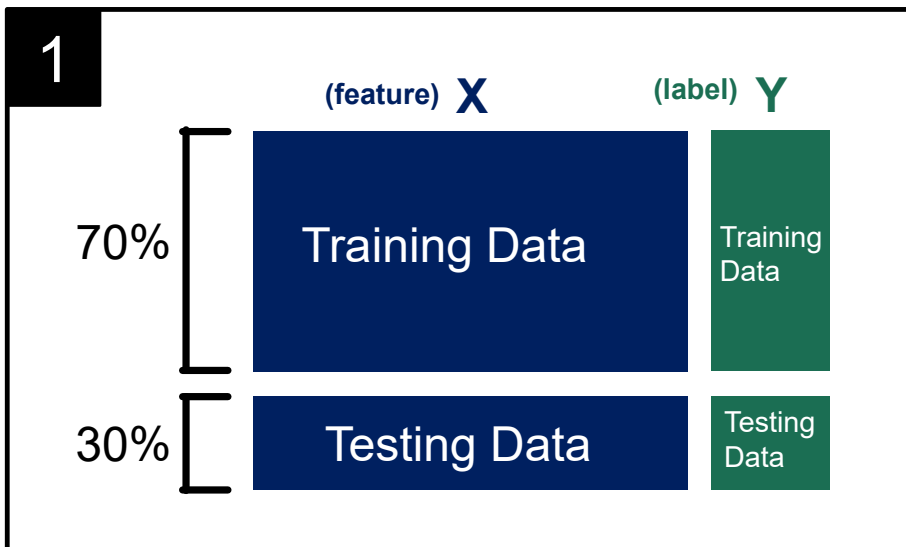 1
(feature) X
(label) Y
70%
Training Data
Training
Data
30%
Testing Data
Testing
Data